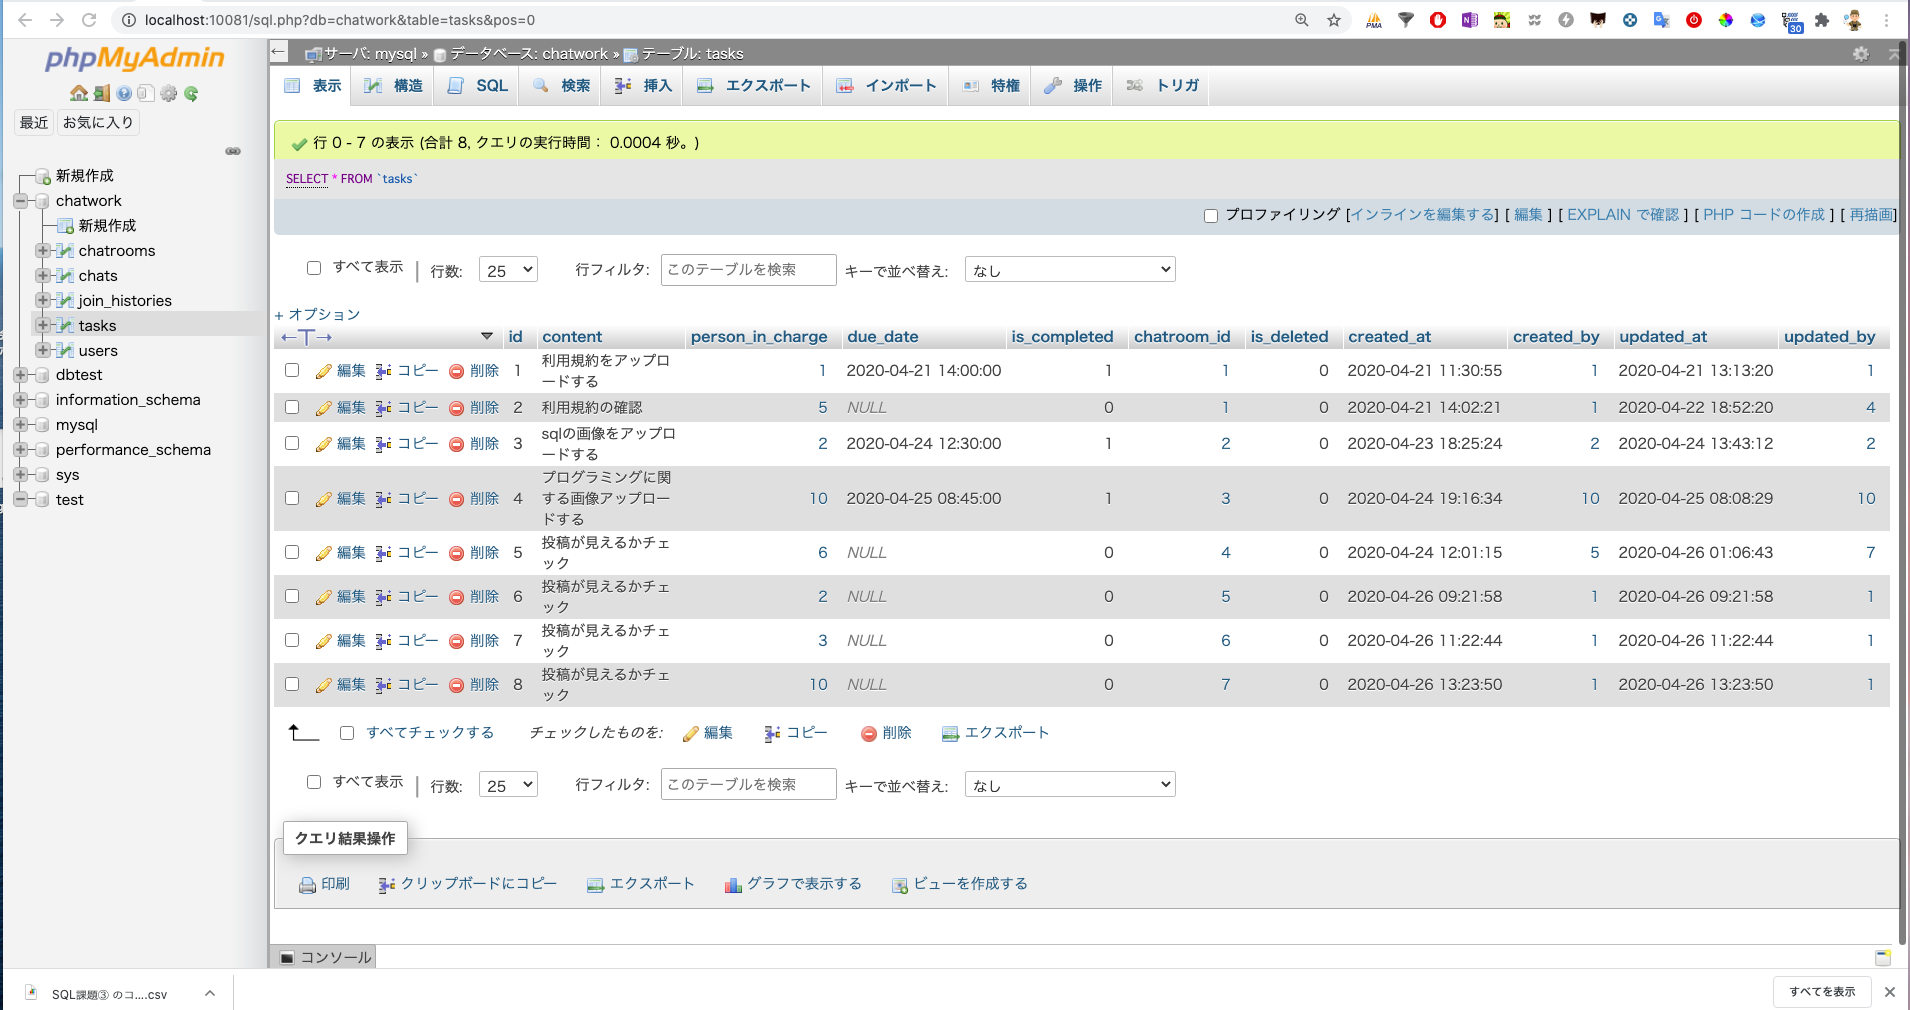 localhost:10081/sql.php?db=chatwork&table=tasks&pos=0
PMA
30
phpMyAdmin
最近 お気に入り
新規作成
chatwork
新規作成
chatrooms
chats
join_histories
tasks
users
dbtest
information_schema
mysql
performance_schema
sys
test
サーバ: mysql » データベース: chatwork » テーブル: tasks
表示 構造 SQL 検索 挿入 エクスポート インポート 特権 操作 トリガ
行 0 - 7 の表示 (合計 8, クエリの実行時間： 0.0004 秒。)
SELECT * FROM `tasks`
プロファイリング [インラインを編集する] [ 編集 ] [ EXPLAIN で確認 ] [ PHP コードの作成 ] [ 再描画]
すべて表示 | 行数: 25 行フィルタ: このテーブルを検索 キーで並べ替え: なし
+ オプション
←T→ id content person_in_charge due_date is_completed chatroom_id is_deleted created_at created_by updated_at updated_by
編集 コピー 削除 1 利用規約をアップロードする 1 2020-04-21 14:00:00 1 1 0 2020-04-21 11:30:55 1 2020-04-21 13:13:20 1
編集 コピー 削除 2 利用規約の確認 5 NULL 0 1 0 2020-04-21 14:02:21 1 2020-04-22 18:52:20 4
編集 コピー 削除 3 sqlの画像をアップロードする 2 2020-04-24 12:30:00 1 2 0 2020-04-23 18:25:24 2 2020-04-24 13:43:12 2
編集 コピー 削除 4 プログラミングに関する画像アップロードする 10 2020-04-25 08:45:00 1 3 0 2020-04-24 19:16:34 10 2020-04-25 08:08:29 10
編集 コピー 削除 5 投稿が見えるかチェック 6 NULL 0 4 0 2020-04-24 12:01:15 5 2020-04-26 01:06:43 7
編集 コピー 削除 6 投稿が見えるかチェック 2 NULL 0 5 0 2020-04-26 09:21:58 1 2020-04-26 09:21:58 1
編集 コピー 削除 7 投稿が見えるかチェック 3 NULL 0 6 0 2020-04-26 11:22:44 1 2020-04-26 11:22:44 1
編集 コピー 削除 8 投稿が見えるかチェック 10 NULL 0 7 0 2020-04-26 13:23:50 1 2020-04-26 13:23:50 1
すべてチェックする チェックしたものを: 編集 コピー 削除 エクスポート
すべて表示 | 行数: 25 行フィルタ: このテーブルを検索 キーで並べ替え: なし
クエリ結果操作
印刷 クリップボードにコピー エクスポート グラフで表示する ビューを作成する
コンソール
SQL課題③ のコ....csv すべてを表示